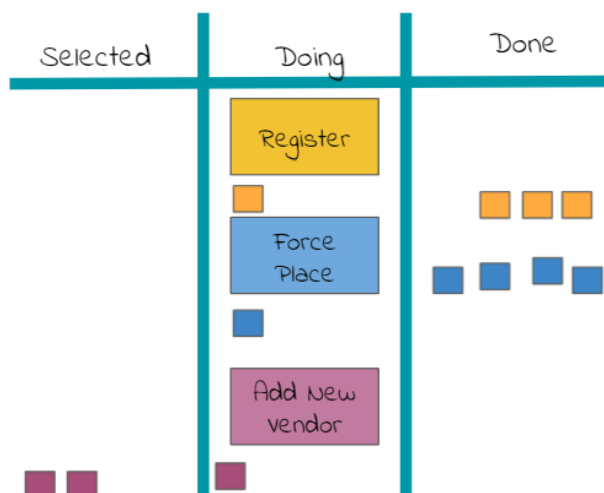 Selected
Doing
Done
Register
Force
Place
Add New
vendor